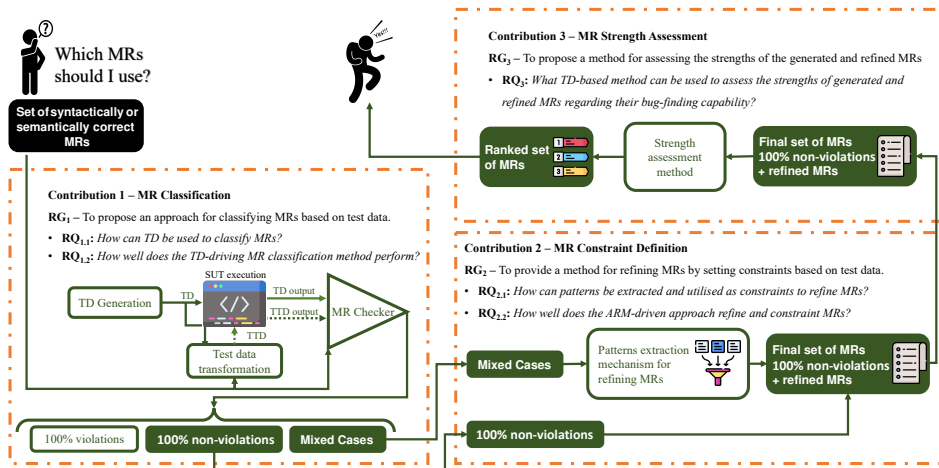 ?
Which MRs
should I use?
Set of syntactically or
semantically correct
MRs
Yes!!!
Contribution 3 – MR Strength Assessment
RG3 – To propose a method for assessing the strengths of the generated and refined MRs
• RQ3: What TD-based method can be used to assess the strengths of generated and
refined MRs regarding their bug-finding capability?
Ranked set
of MRs
1
2
3
Strength
assessment
method
Final set of MRs
100% non-violations
+ refined MRs
Contribution 1 – MR Classification
RG1 – To propose an approach for classifying MRs based on test data.
• RQ1.1: How can TD be used to classify MRs?
• RQ1.2: How well does the TD-driving MR classification method perform?
SUT execution
TD Generation
TD
</>
TD output
TTD output
MR Checker
TTD
Test data
transformation
100% violations
100% non-violations
Mixed Cases
Contribution 2 – MR Constraint Definition
RG2 – To provide a method for refining MRs by setting constraints based on test data.
• RQ2.1: How can patterns be extracted and utilised as constraints to refine MRs?
• RQ2.2: How well does the ARM-driven approach refine and constraint MRs?
Mixed Cases
Patterns extraction
mechanism for
refining MRs
Final set of MRs
100% non-violations
+ refined MRs
100% non-violations